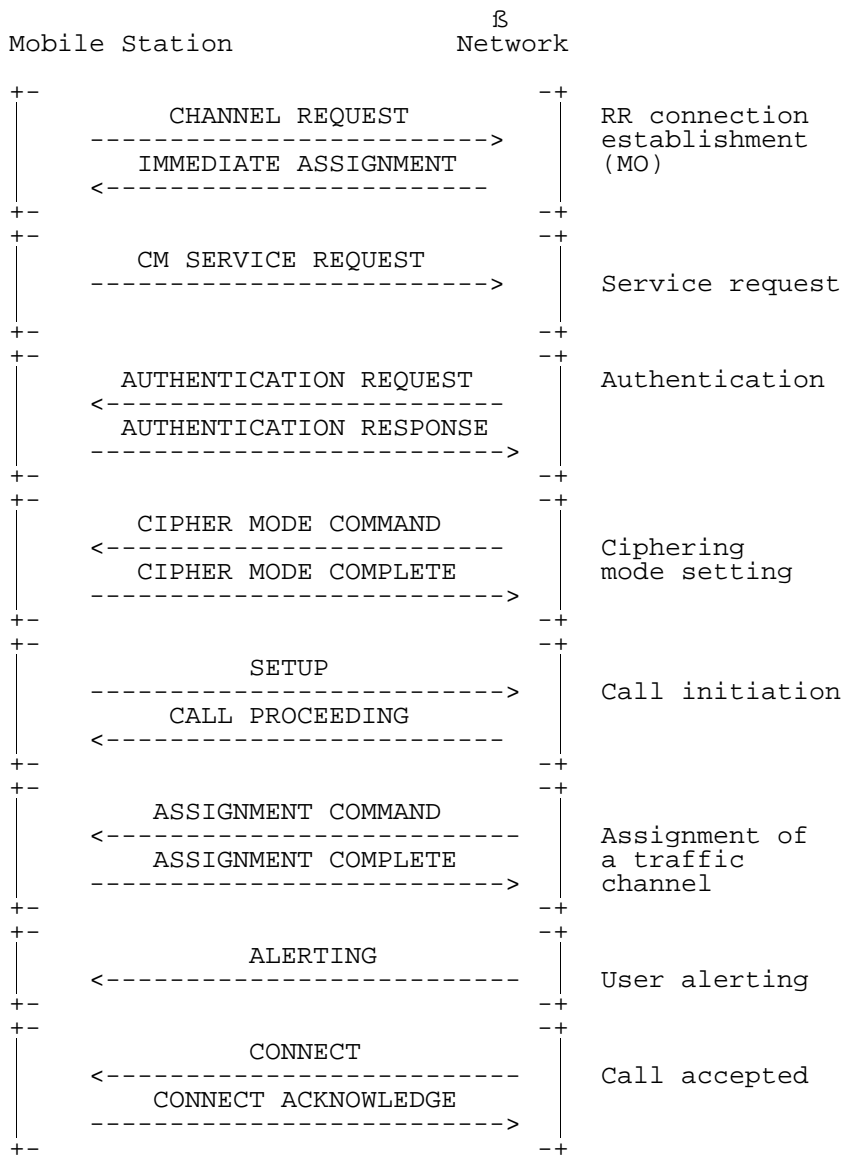 ß
Mobile Station Network
CHANNEL REQUEST RR connection
-------------------------> establishment
IMMEDIATE ASSIGNMENT (MO)
<------------------------
CM SERVICE REQUEST
-------------------------> Service request
AUTHENTICATION REQUEST Authentication
<-------------------------
AUTHENTICATION RESPONSE
-------------------------->
CIPHER MODE COMMAND
<------------------------- Ciphering
CIPHER MODE COMPLETE mode setting
-------------------------->
SETUP
--------------------------> Call initiation
CALL PROCEEDING
<-------------------------
ASSIGNMENT COMMAND
<-------------------------- Assignment of
ASSIGNMENT COMPLETE a traffic
--------------------------> channel
ALERTING
<-------------------------- User alerting
CONNECT
<-------------------------- Call accepted
CONNECT ACKNOWLEDGE
-------------------------->